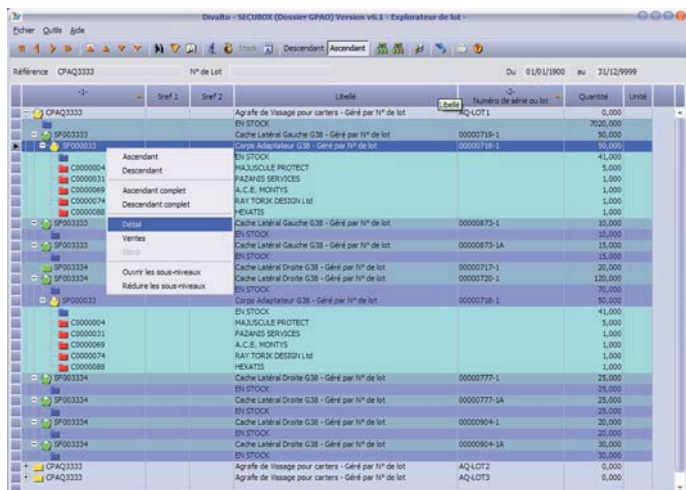 Divalto - SECUBOX (Dossier GPAO) Version v6.1 - Explorateur de lot -
Fichier Outils Aide
Stock Descendant Ascendant
Référence CPAQ3333 N° de Lot Du 01/01/1900 au 31/12/9999
-1- Sref 1 Sref 2 Libellé -2- Numéro de série ou lot Quantité Unité
Libellé
CPAQ3333 Agrafe de Vissage pour carters - Géré par N° de lot AQ-LOT1 0,000
EN STOCK 7020,000
SF003333 Cache Latéral Gauche G38 - Géré par N° de lot 00000719-1 50,000
SF000033 Corps Adaptateur G38 - Géré par N° de lot 00000718-1 50,000
EN STOCK 41,000
C0000004 MAJUSCULE PROTECT 5,000
C0000031 PAZANIS SERVICES 1,000
C0000069 A.C.E. MONTYS 1,000
C0000074 RAY TORIK DESIGN Ltd 1,000
C0000088 HEXATIS 1,000
Ascendant
Descendant
Ascendant complet
Descendant complet
Détail
Ventes
Stock
Ouvrir les sous-niveaux
Réduire les sous-niveaux
SF003333 Cache Latéral Gauche G38 - Géré par N° de lot 00000873-1 10,000
EN STOCK 10,000
SF003333 Cache Latéral Gauche G38 - Géré par N° de lot 00000873-1A 15,000
EN STOCK 15,000
SF003334 Cache Latéral Droite G38 - Géré par N° de lot 00000717-1 20,000
SF003334 Cache Latéral Droite G38 - Géré par N° de lot 00000720-1 120,000
EN STOCK 70,000
SF000033 Corps Adaptateur G38 - Géré par N° de lot 00000718-1 50,000
EN STOCK 41,000
C0000004 MAJUSCULE PROTECT 5,000
C0000031 PAZANIS SERVICES 1,000
C0000069 A.C.E. MONTYS 1,000
C0000074 RAY TORIK DESIGN Ltd 1,000
C0000088 HEXATIS 1,000
SF003334 Cache Latéral Droite G38 - Géré par N° de lot 00000777-1 25,000
EN STOCK 25,000
SF003334 Cache Latéral Droite G38 - Géré par N° de lot 00000777-1A 25,000
EN STOCK 25,000
SF003334 Cache Latéral Droite G38 - Géré par N° de lot 00000904-1 20,000
EN STOCK 20,000
SF003334 Cache Latéral Droite G38 - Géré par N° de lot 00000904-1A 30,000
EN STOCK 30,000
CPAQ3333 Agrafe de Vissage pour carters - Géré par N° de lot AQ-LOT2 0,000
CPAQ3333 Agrafe de Vissage pour carters - Géré par N° de lot AQ-LOT3 0,000